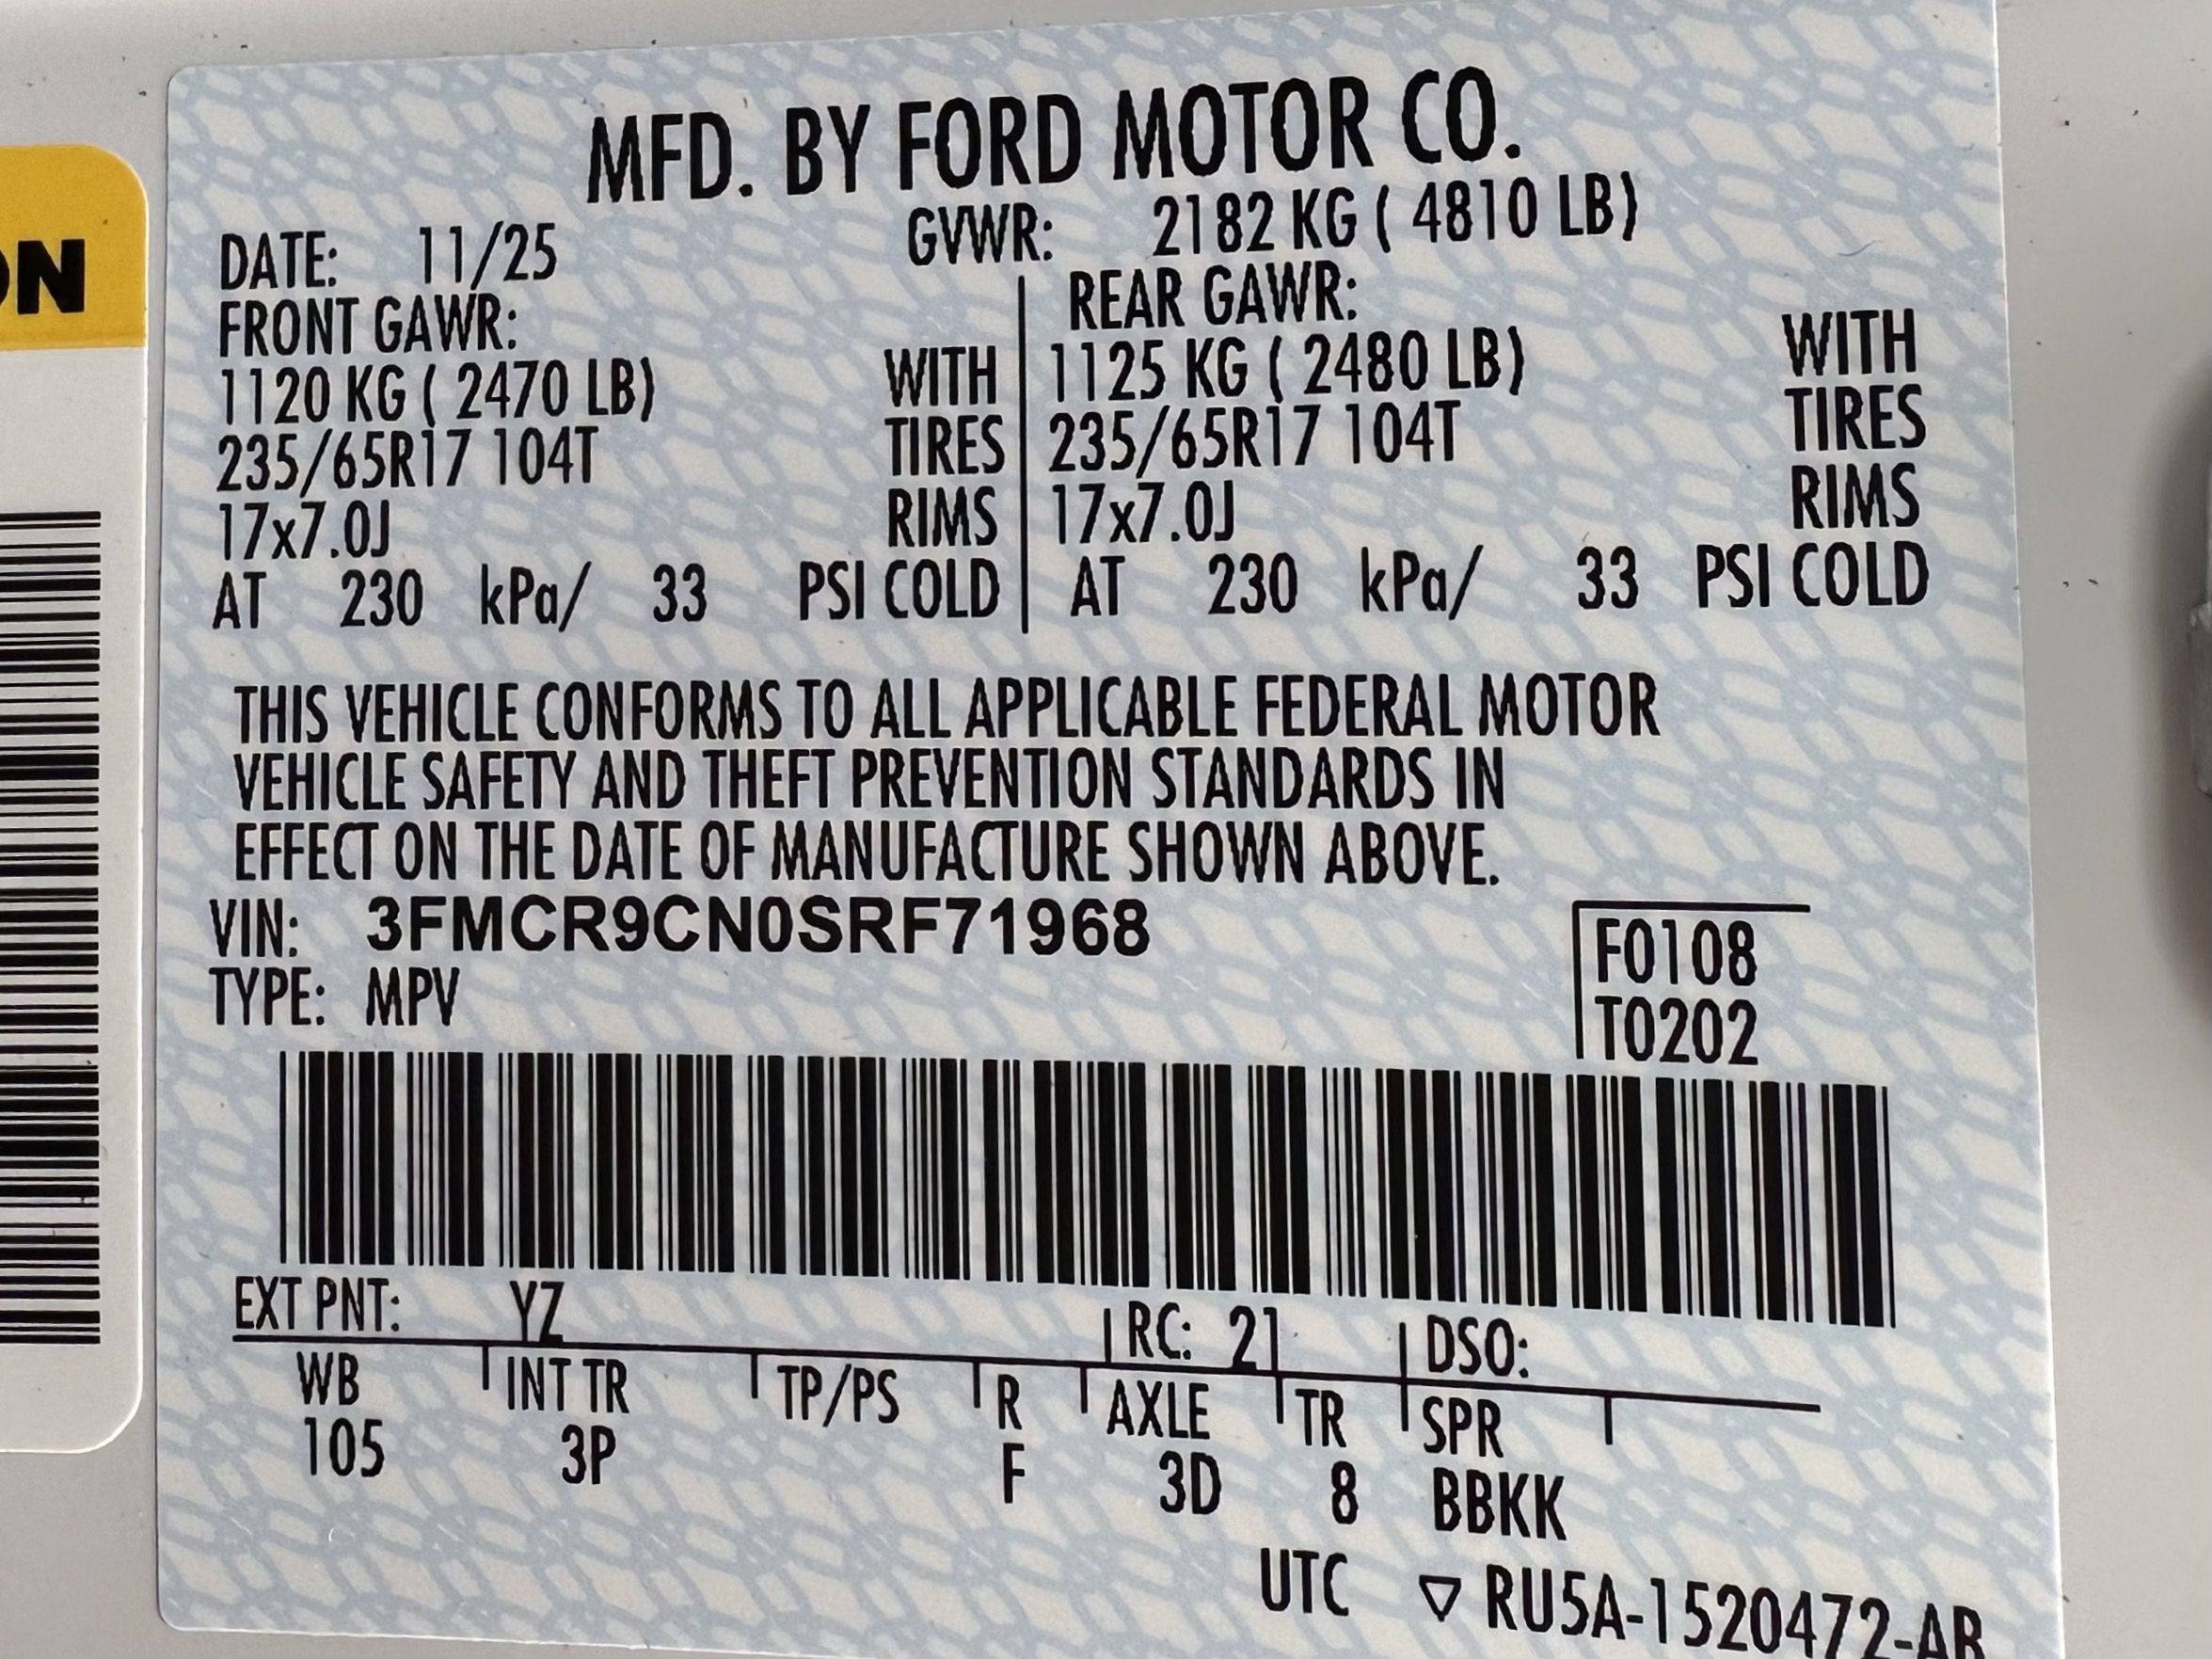 MFD. BY FORD MOTOR CO.
DATE: 11/25 GVWR: 2182 KG ( 4810 LB)
FRONT GAWR: REAR GAWR:
1120 KG ( 2470 LB) WITH 1125 KG ( 2480 LB) WITH
235/65R17 104T TIRES 235/65R17 104T TIRES
17x7.0J RIMS 17x7.0J RIMS
AT 230 kPa/ 33 PSI COLD AT 230 kPa/ 33 PSI COLD
THIS VEHICLE CONFORMS TO ALL APPLICABLE FEDERAL MOTOR
VEHICLE SAFETY AND THEFT PREVENTION STANDARDS IN
EFFECT ON THE DATE OF MANUFACTURE SHOWN ABOVE.
VIN: 3FMCR9CN0SRF71968
F0108
TYPE: MPV
T0202
EXT PNT: YZ RC: 21 DSO:
WB INT TR TP/PS R AXLE TR SPR
105 3P F 3D 8 BBKK
UTC ▽ RU5A-1520472-AB